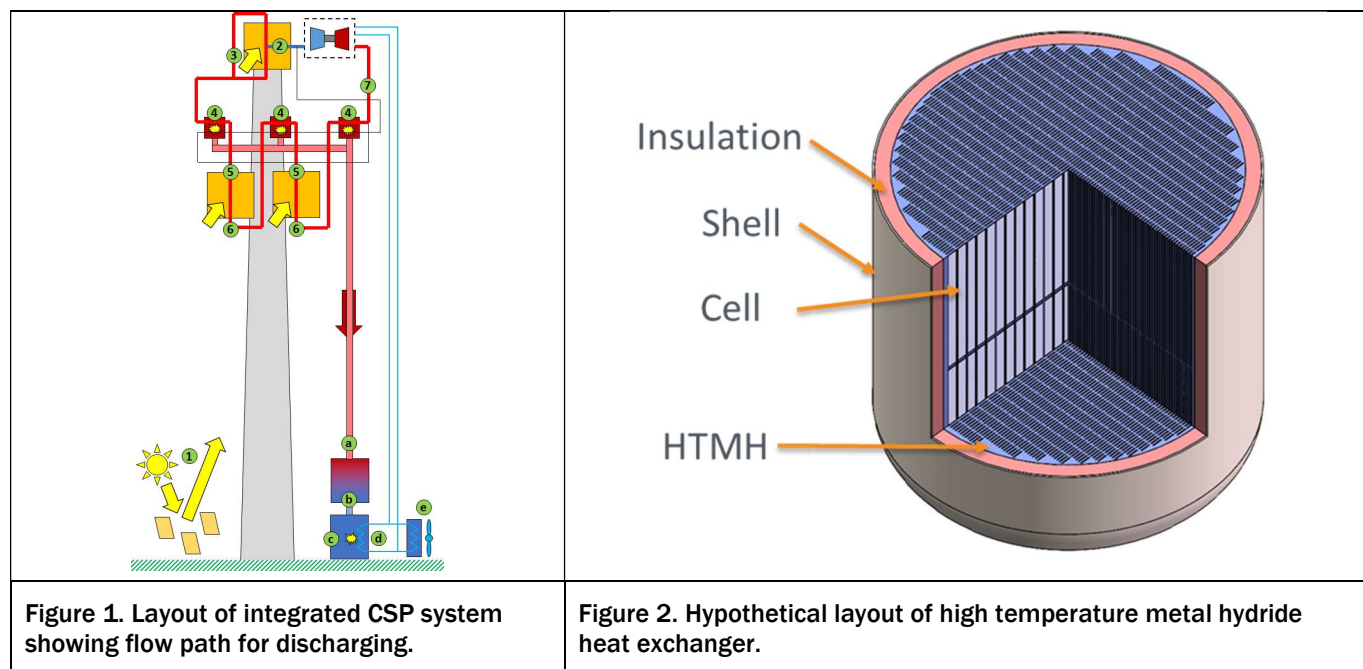 3
2
7
4
4
4
5
5
6
6
1
a
b
c
d
e
Insulation
Shell
Cell
HTMH
Figure 1. Layout of integrated CSP system
showing flow path for discharging.
Figure 2. Hypothetical layout of high temperature metal hydride
heat exchanger.